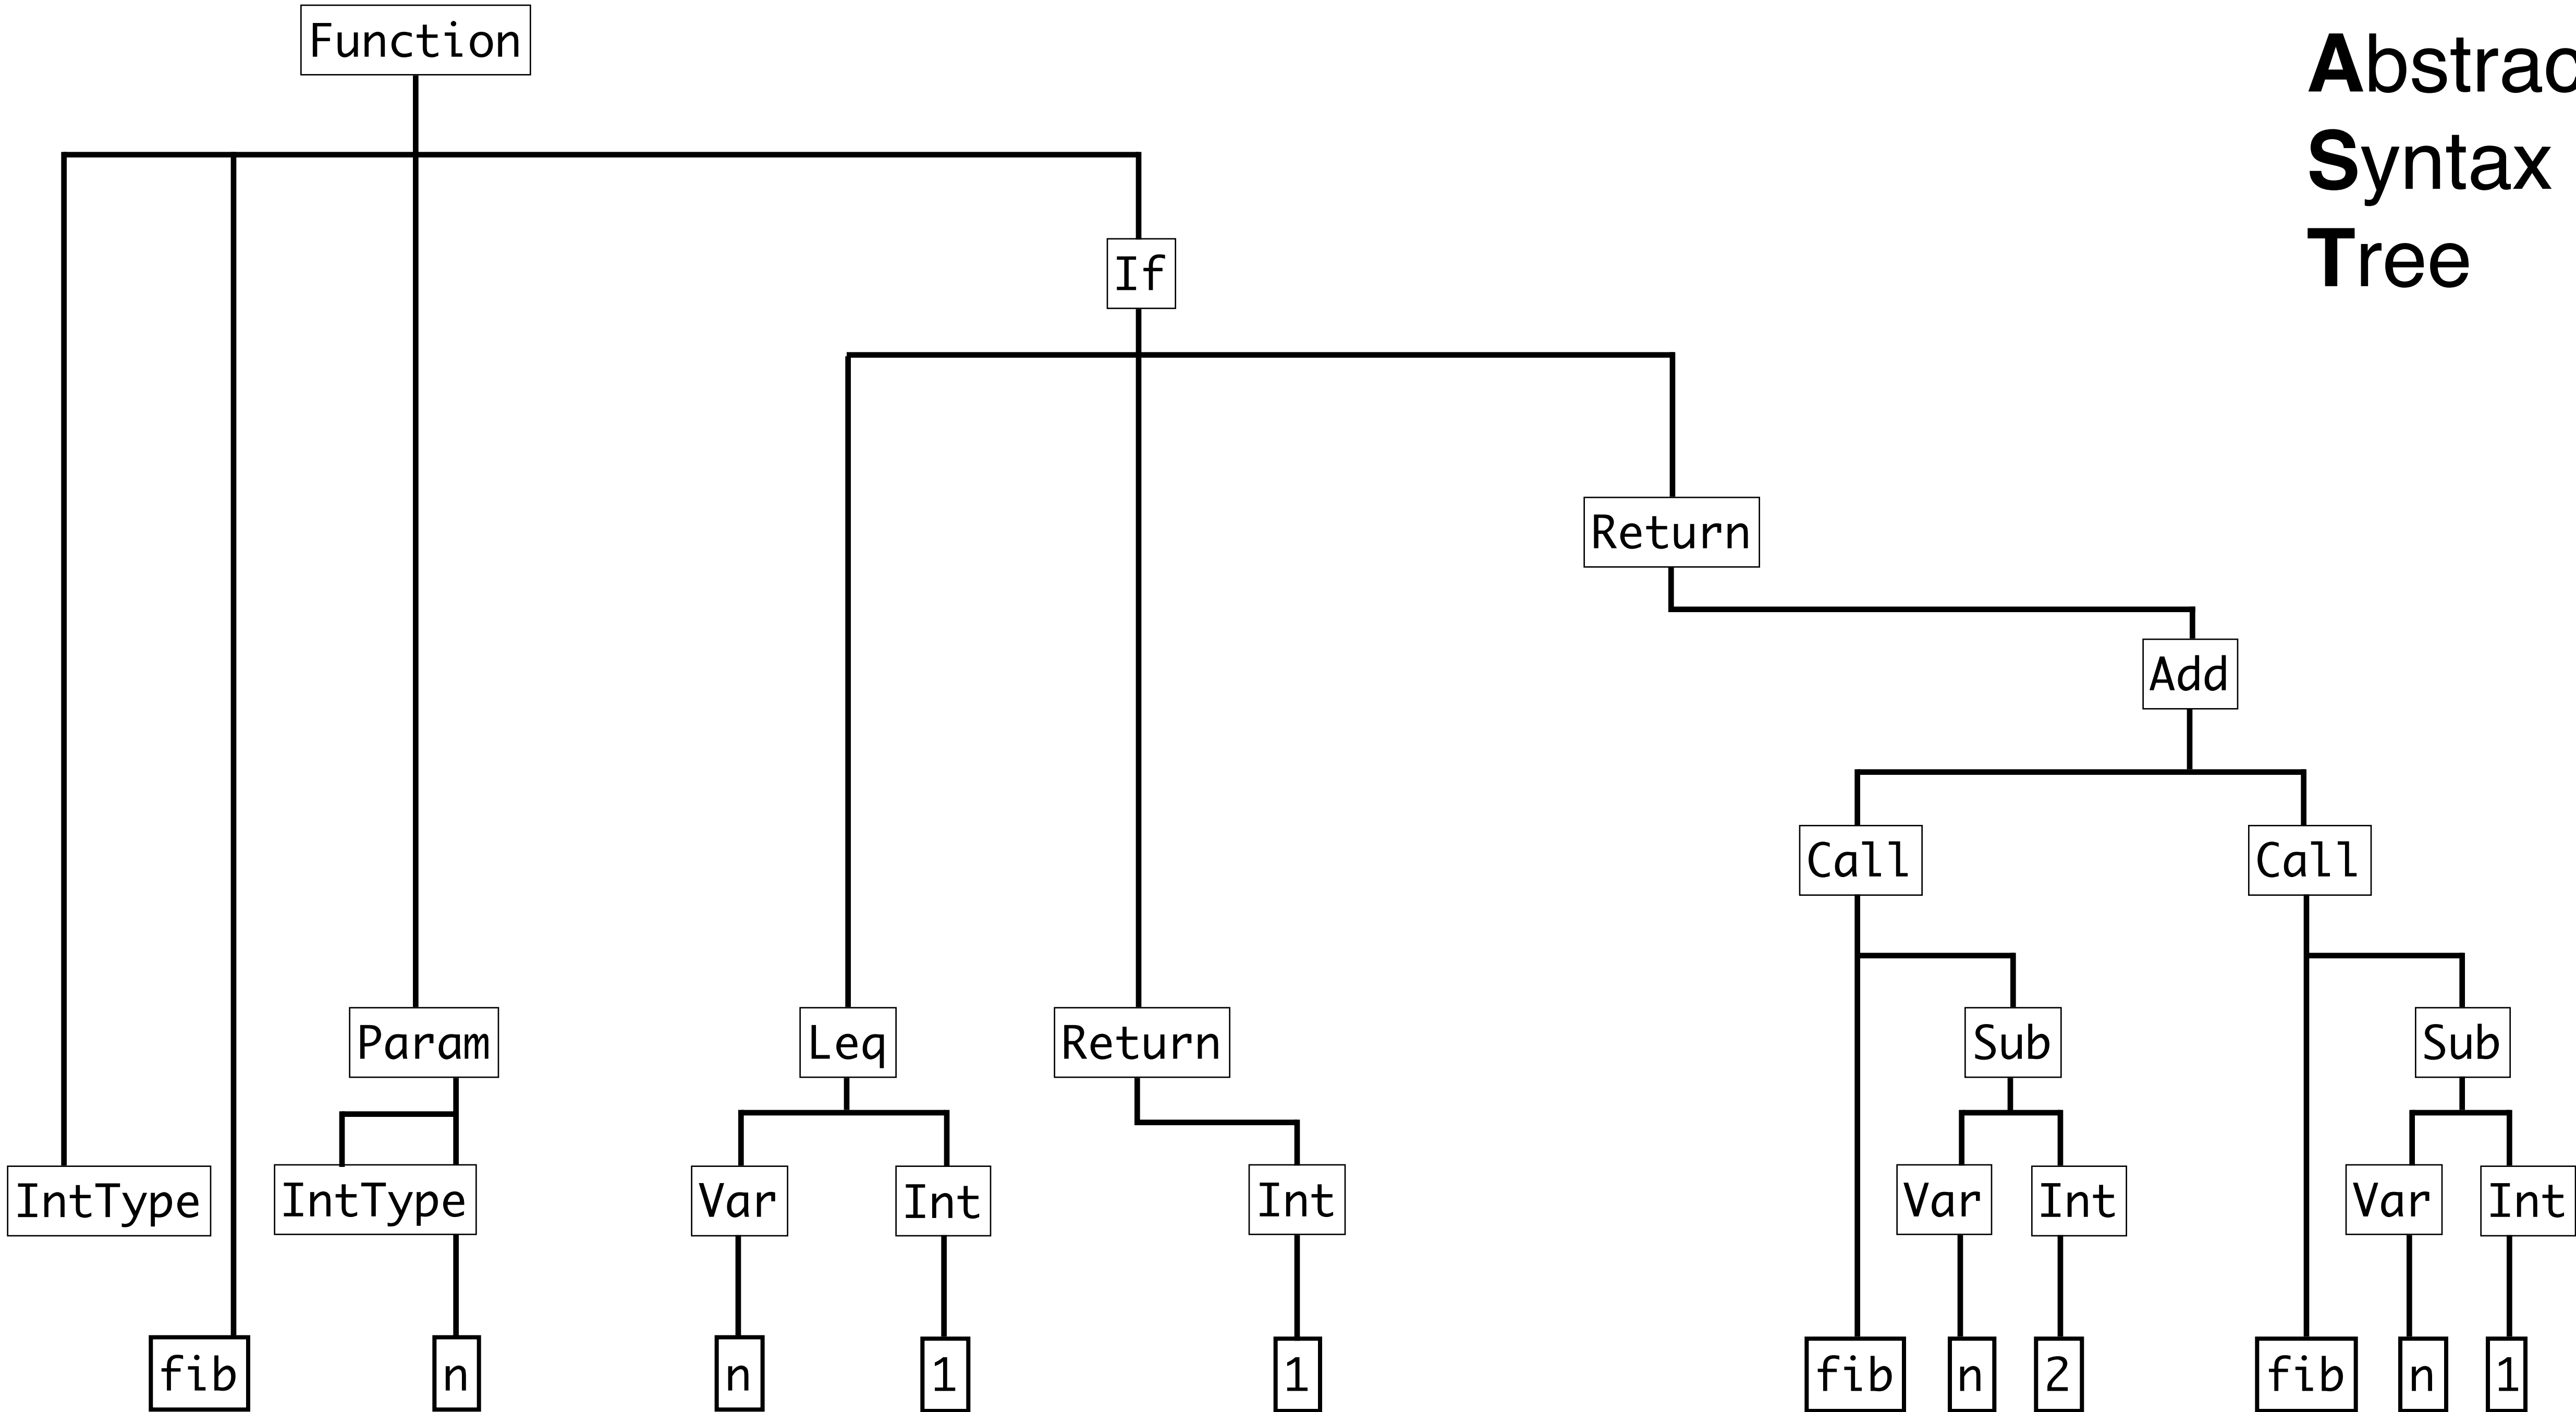 Function
Abstrac
Syntax
Tree
If
Return
Add
Call Call
Param Leq Return Sub Sub
IntType IntType Var Int Int Var Int Var Int
fib n n 1 1 fib n 2 fib n 1